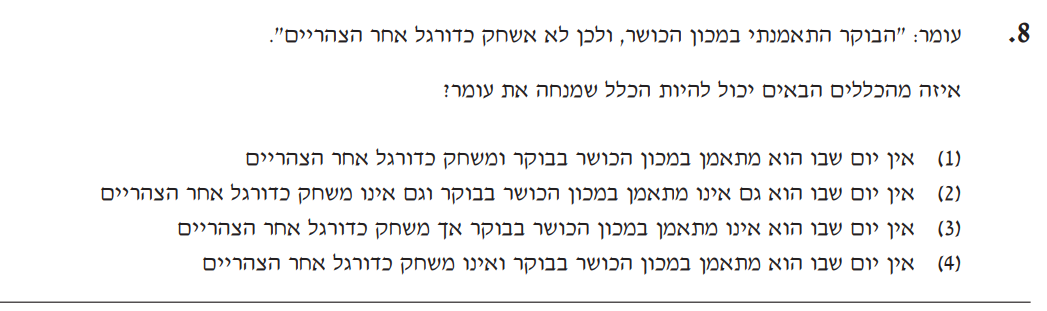 8. עומר: "הבוקר התאמנתי במכון הכושר, ולכן לא אשחק כדורגל אחר הצהריים".
איזה מהכללים הבאים יכול להיות הכלל שמנחה את עומר?
(1) אין יום שבו הוא מתאמן במכון הכושר בבוקר ומשחק כדורגל אחר הצהריים
(2) אין יום שבו הוא גם אינו מתאמן במכון הכושר בבוקר וגם אינו משחק כדורגל אחר הצהריים
(3) אין יום שבו הוא אינו מתאמן במכון הכושר בבוקר אך משחק כדורגל אחר הצהריים
(4) אין יום שבו הוא מתאמן במכון הכושר בבוקר ואינו משחק כדורגל אחר הצהריים